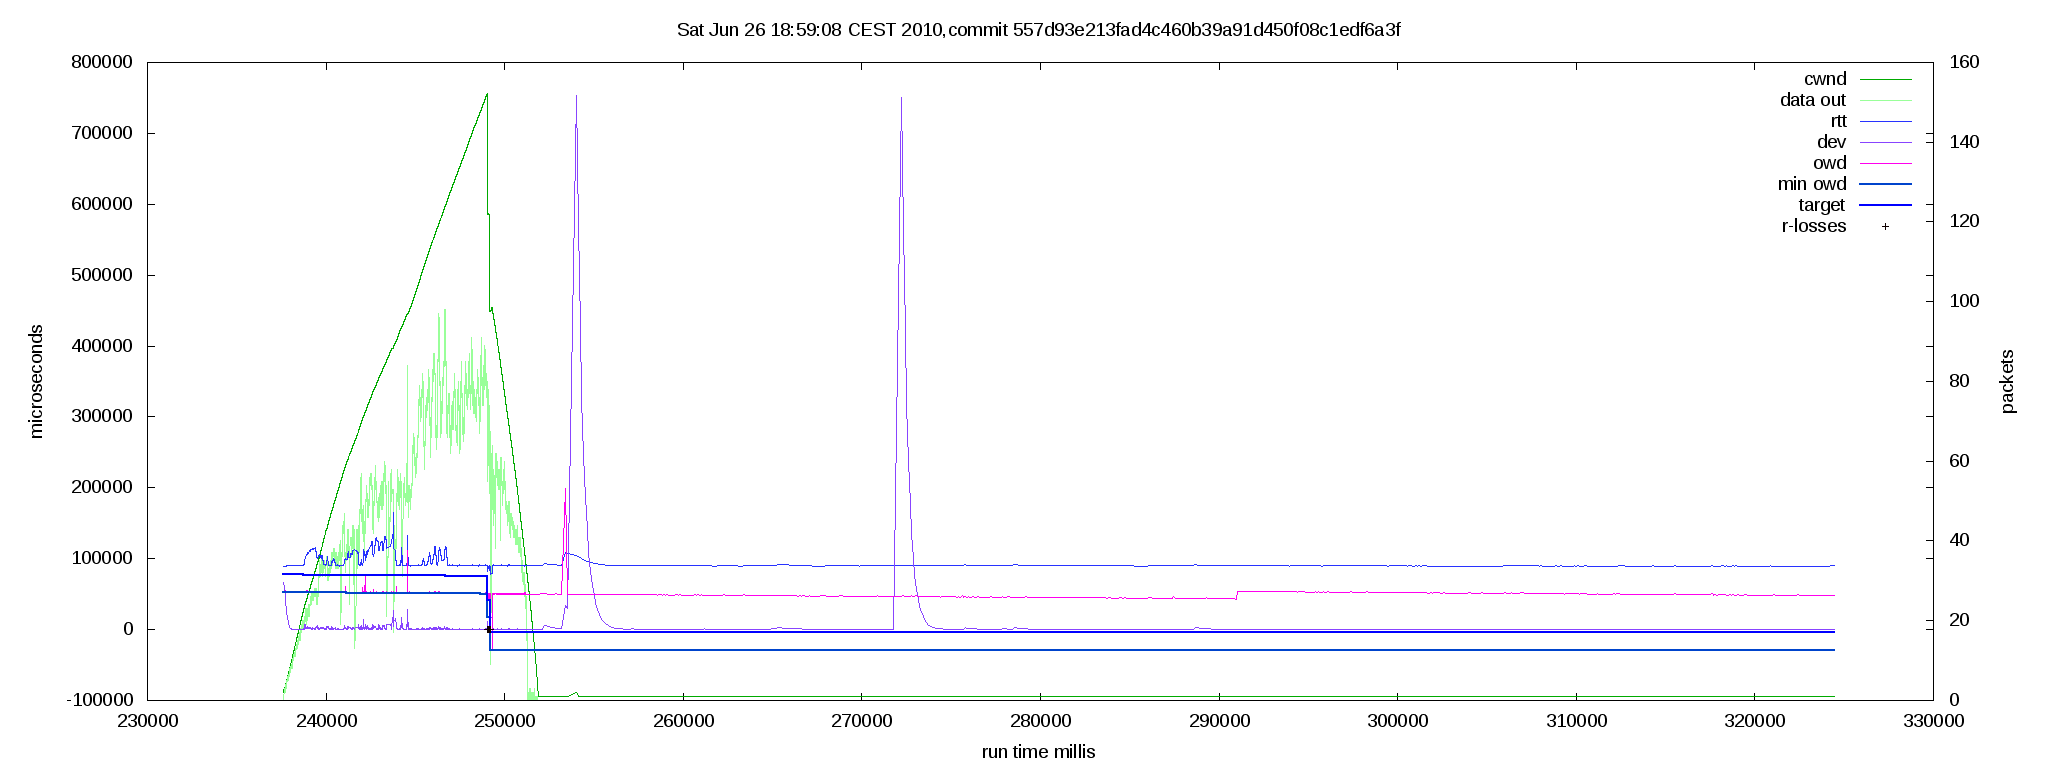 Sat Jun 26 18:59:08 CEST 2010,commit 557d93e213fad4c460b39a91d450f08c1edf6a3f
800000
700000
600000
500000
400000
300000
200000
100000
0
-100000
microseconds
160
140
120
100
80
60
40
20
0
packets
cwnd
data out
rtt
dev
owd
min owd
target
r-losses
230000 240000 250000 260000 270000 280000 290000 300000 310000 320000 330000
run time millis